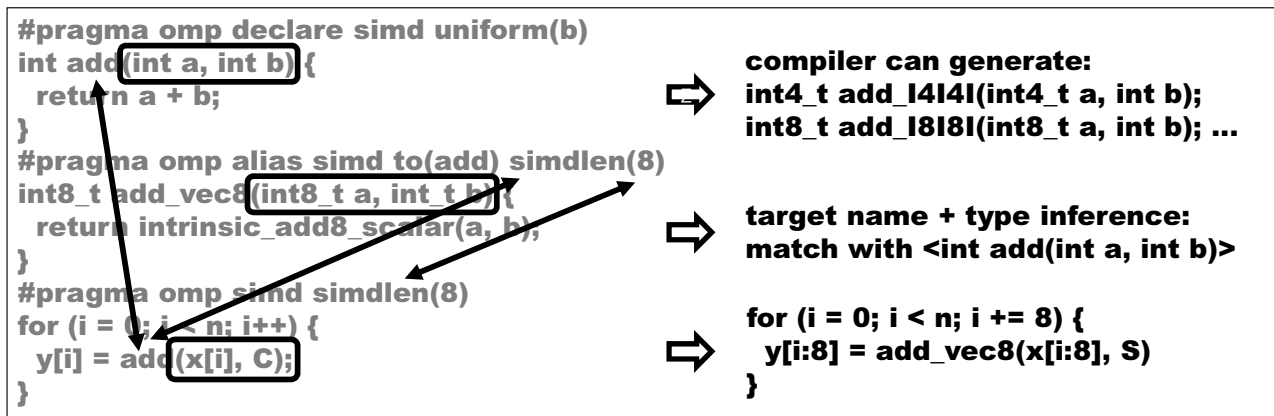 #pragma omp declare simd uniform(b)
int add(int a, int b) {
return a + b;
}
#pragma omp alias simd to(add) simdlen(8)
int8_t add_vec8(int8_t a, int_t b) {
return intrinsic_add8_scalar(a, b);
}
#pragma omp simd simdlen(8)
for (i = 0; i < n; i++) {
y[i] = add(x[i], C);
}
compiler can generate:
int4_t add_I4I4I(int4_t a, int b);
int8_t add_I8I8I(int8_t a, int b); ...
target name + type inference:
match with <int add(int a, int b)>
for (i = 0; i < n; i += 8) {
y[i:8] = add_vec8(x[i:8], S)
}